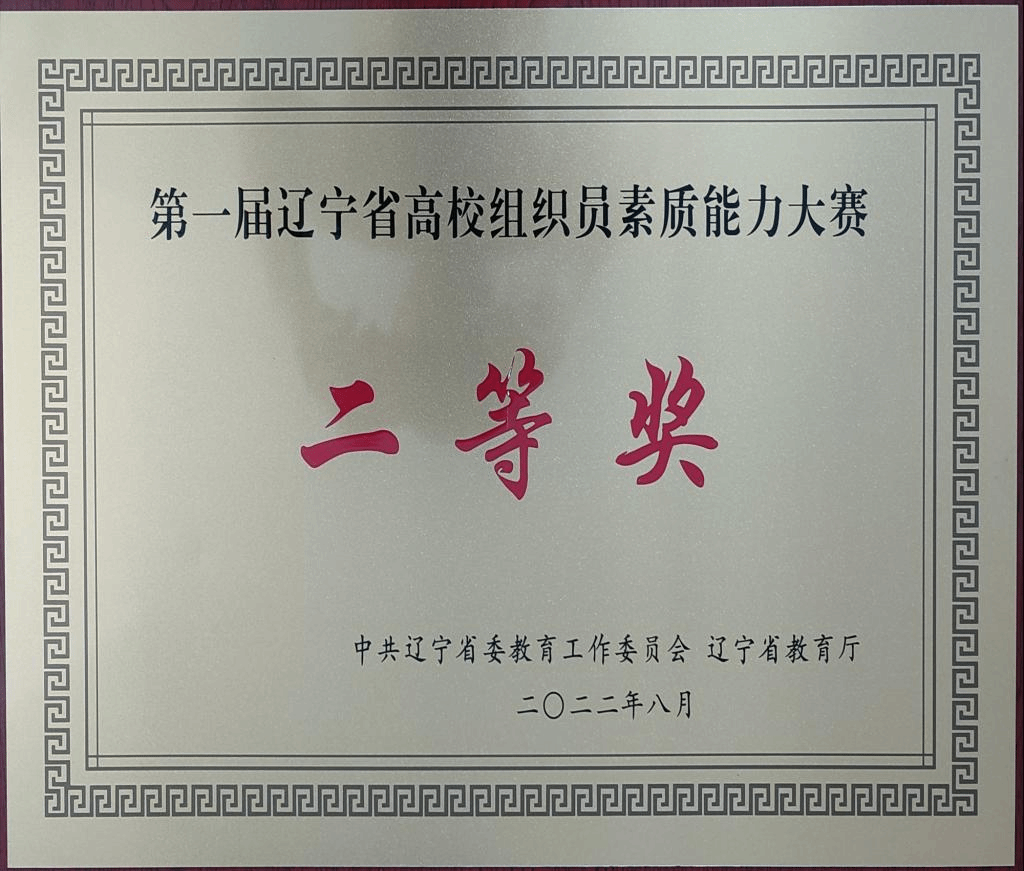 第一届辽宁省高校组织员素质能力大赛
二等奖
中共辽宁省委教育工作委员会 辽宁省教育厅
二〇二二年八月